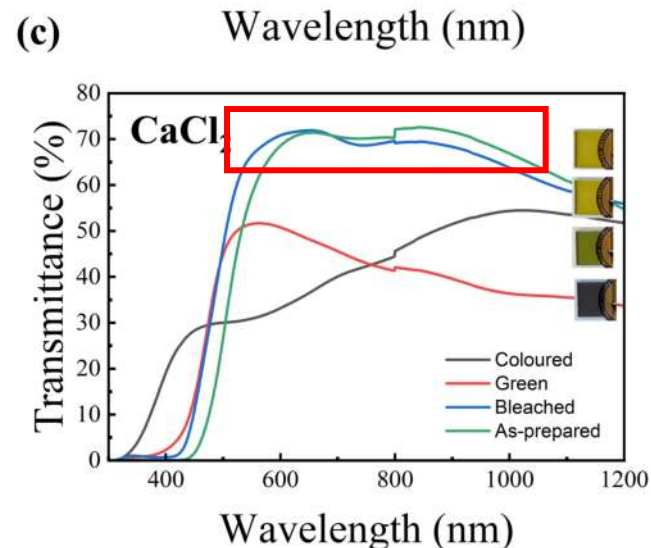 (c)
Wavelength (nm)
Transmittance (%)
80
70
60
50
40
30
20
10
0
CaCl₂
Coloured
Green
Bleached
As-prepared
400 600 800 1000 1200
Wavelength (nm)